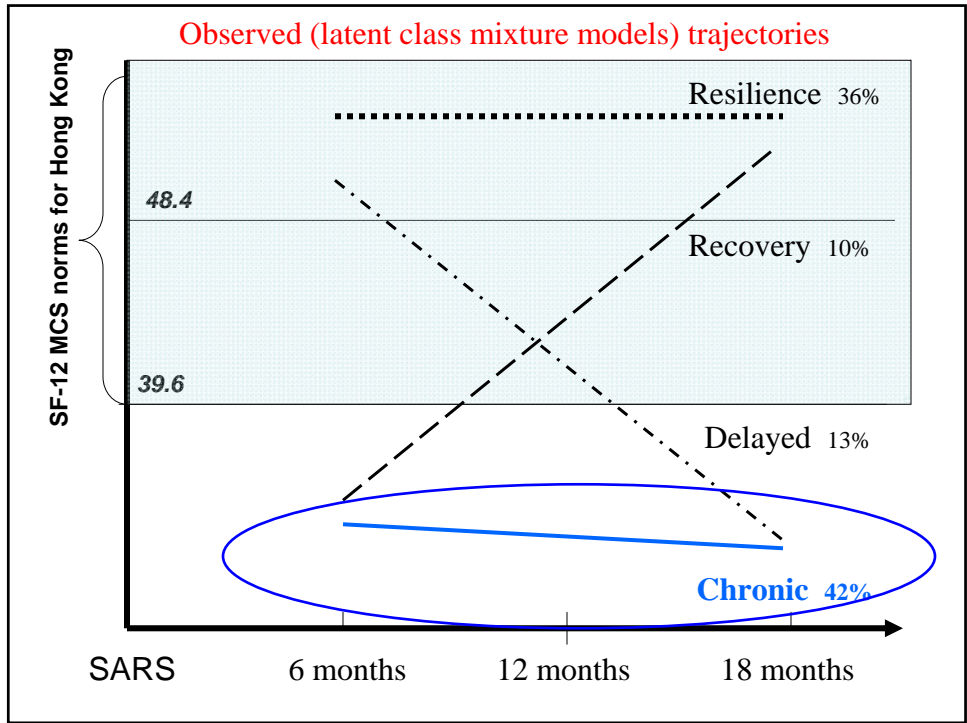 Observed (latent class mixture models) trajectories
SF-12 MCS norms for Hong Kong
Resilience 36%
48.4
Recovery 10%
39.6
Delayed 13%
Chronic 42%
SARS 6 months 12 months 18 months